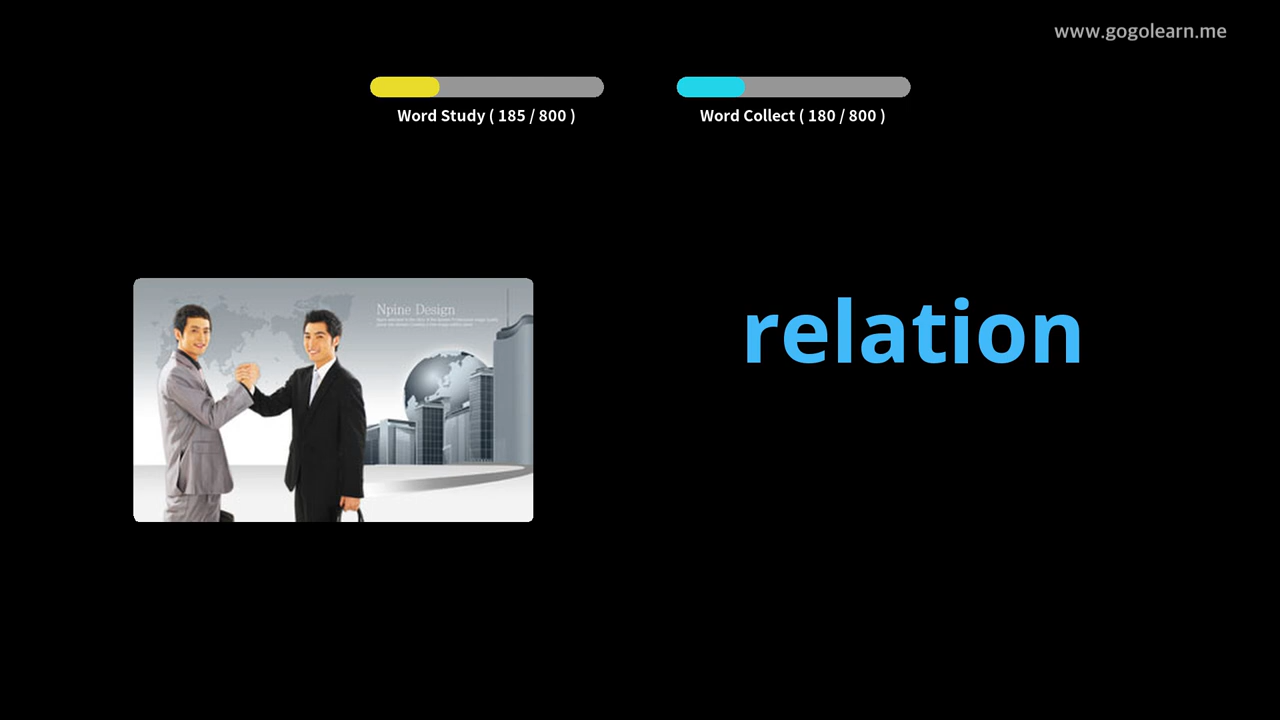 www.gogolearn.me
Word Study ( 185 / 800 )
Word Collect ( 180 / 800 )
Npine Design
relation